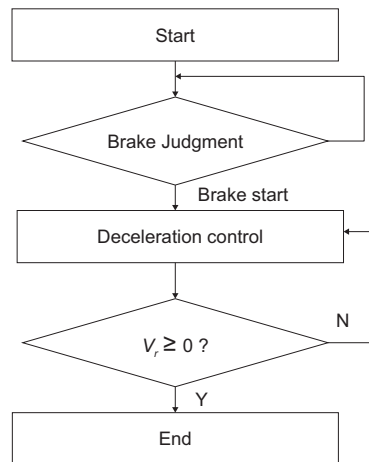 Start
Brake Judgment
Brake start
Deceleration control
V_r ≥ 0 ?
N
Y
End